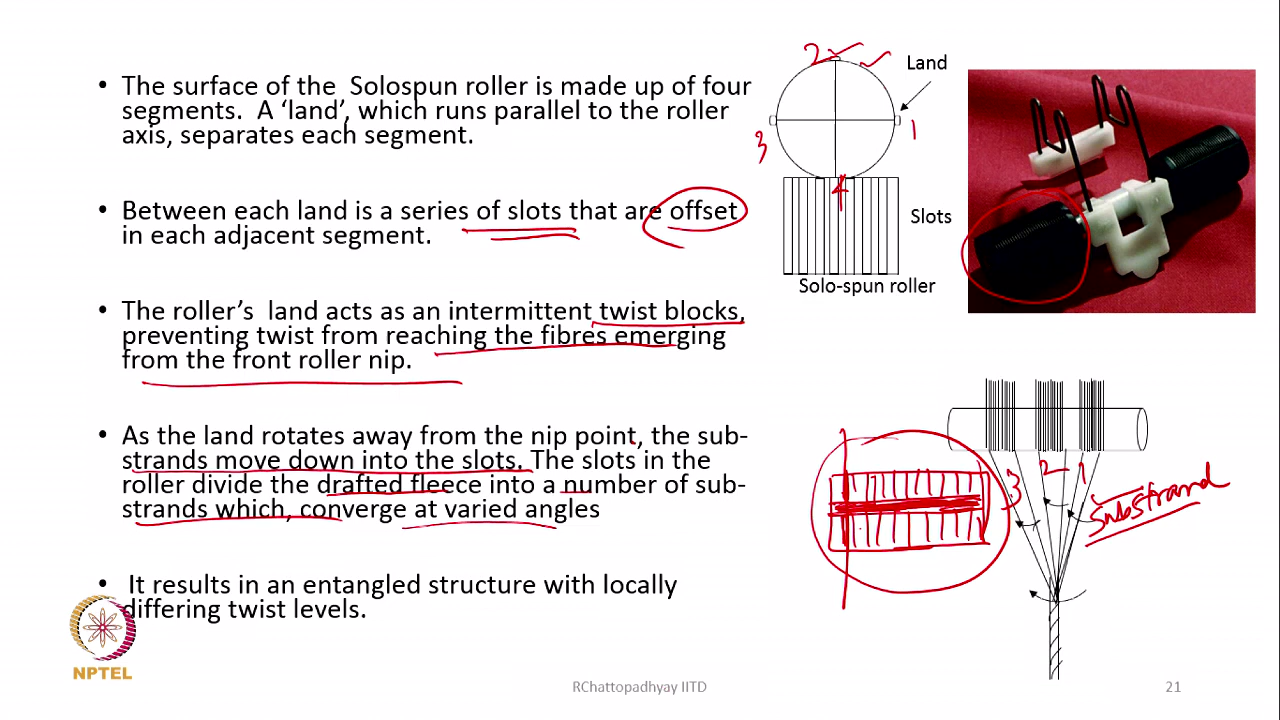 • The surface of the Solospun roller is made up of four
segments. A ‘land’, which runs parallel to the roller
axis, separates each segment.
• Between each land is a series of slots that are offset
in each adjacent segment.
• The roller’s land acts as an intermittent twist blocks,
preventing twist from reaching the fibres emerging
from the front roller nip.
• As the land rotates away from the nip point, the sub-
strands move down into the slots. The slots in the
roller divide the drafted fleece into a number of sub-
strands which, converge at varied angles
• It results in an entangled structure with locally
differing twist levels.
2
Land
1
3
4
Slots
Solo-spun roller
3 2 1
Substrand
NPTEL
RChattopadhyay IITD
21